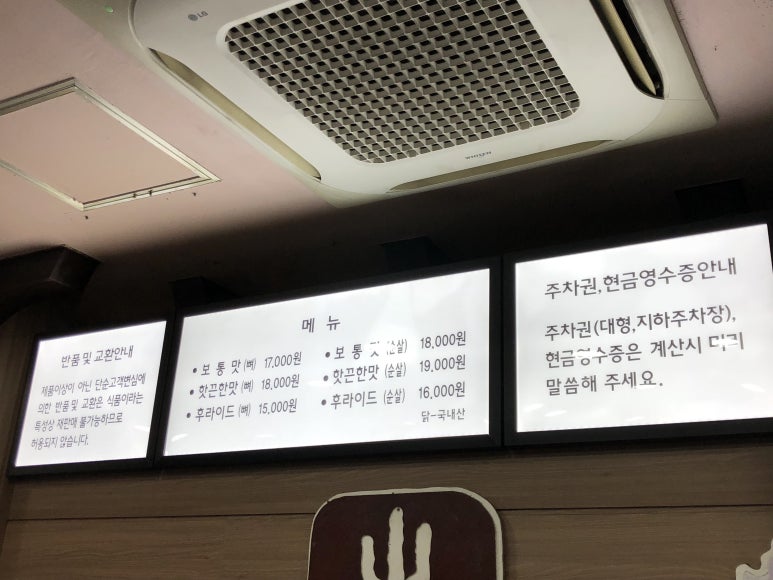 LG
반품 및 교환안내
제품이상이 아닌 단순고객변심에
의한 반품 및 교환은 식품이라는
특성상 재판매 불가능하므로
허용되지 않습니다.
메 뉴
• 보 통 맛 (뼈) 17,000원
• 핫끈한맛 (뼈) 18,000원
• 후라이드 (뼈) 15,000원
• 보 통 맛 (순살) 18,000원
• 핫끈한맛 (순살) 19,000원
• 후라이드 (순살) 16,000원
닭-국내산
주차권,현금영수증안내
주차권(대형,지하주차장),
현금영수증은 계산시 미리
말씀해 주세요.